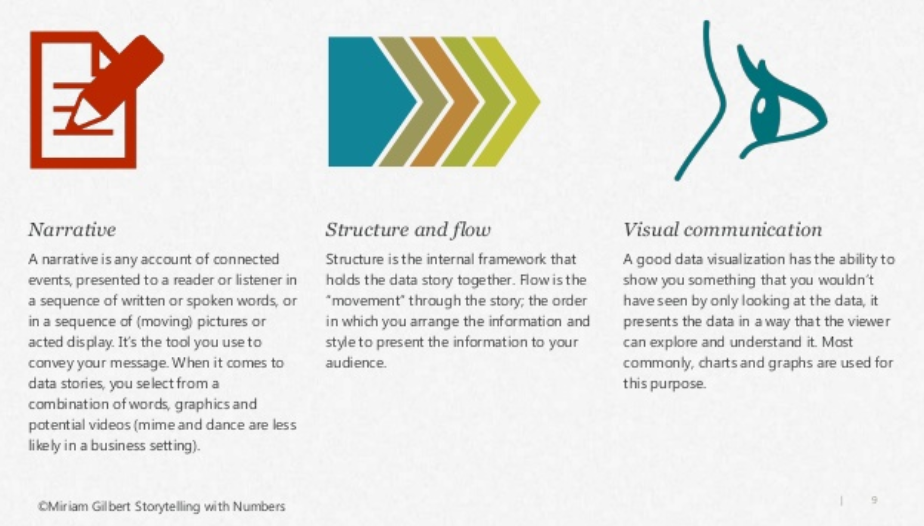 Narrative
A narrative is any account of connected
events, presented to a reader or listener in
a sequence of written or spoken words, or
in a sequence of (moving) pictures or
acted display. It's the tool you use to
convey your message. When it comes to
data stories, you select from a
combination of words, graphics and
potential videos (mime and dance are less
likely in a business setting).
Structure and flow
Structure is the internal framework that
holds the data story together. Flow is the
“movement” through the story; the order
in which you arrange the information and
style to present the information to your
audience.
Visual communication
A good data visualization has the ability to
show you something that you wouldn't
have seen by only looking at the data, it
presents the data in a way that the viewer
can explore and understand it. Most
commonly, charts and graphs are used for
this purpose.
©Miriam Gilbert Storytelling with Numbers
| 9